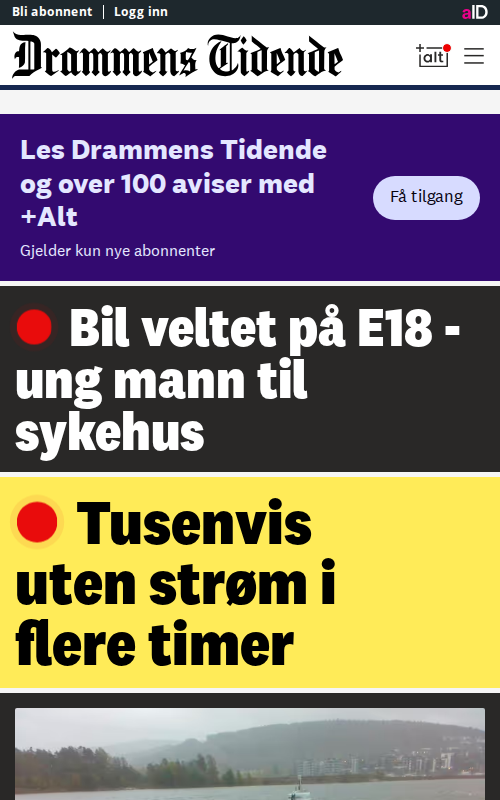 Bli abonnent | Logg inn
aID
Drammens Tidende
+alt
Les Drammens Tidende
og over 100 aviser med
+Alt
Få tilgang
Gjelder kun nye abonnenter
Bil veltet på E18 -
ung mann til
sykehus
Tusenvis
uten strøm i
flere timer